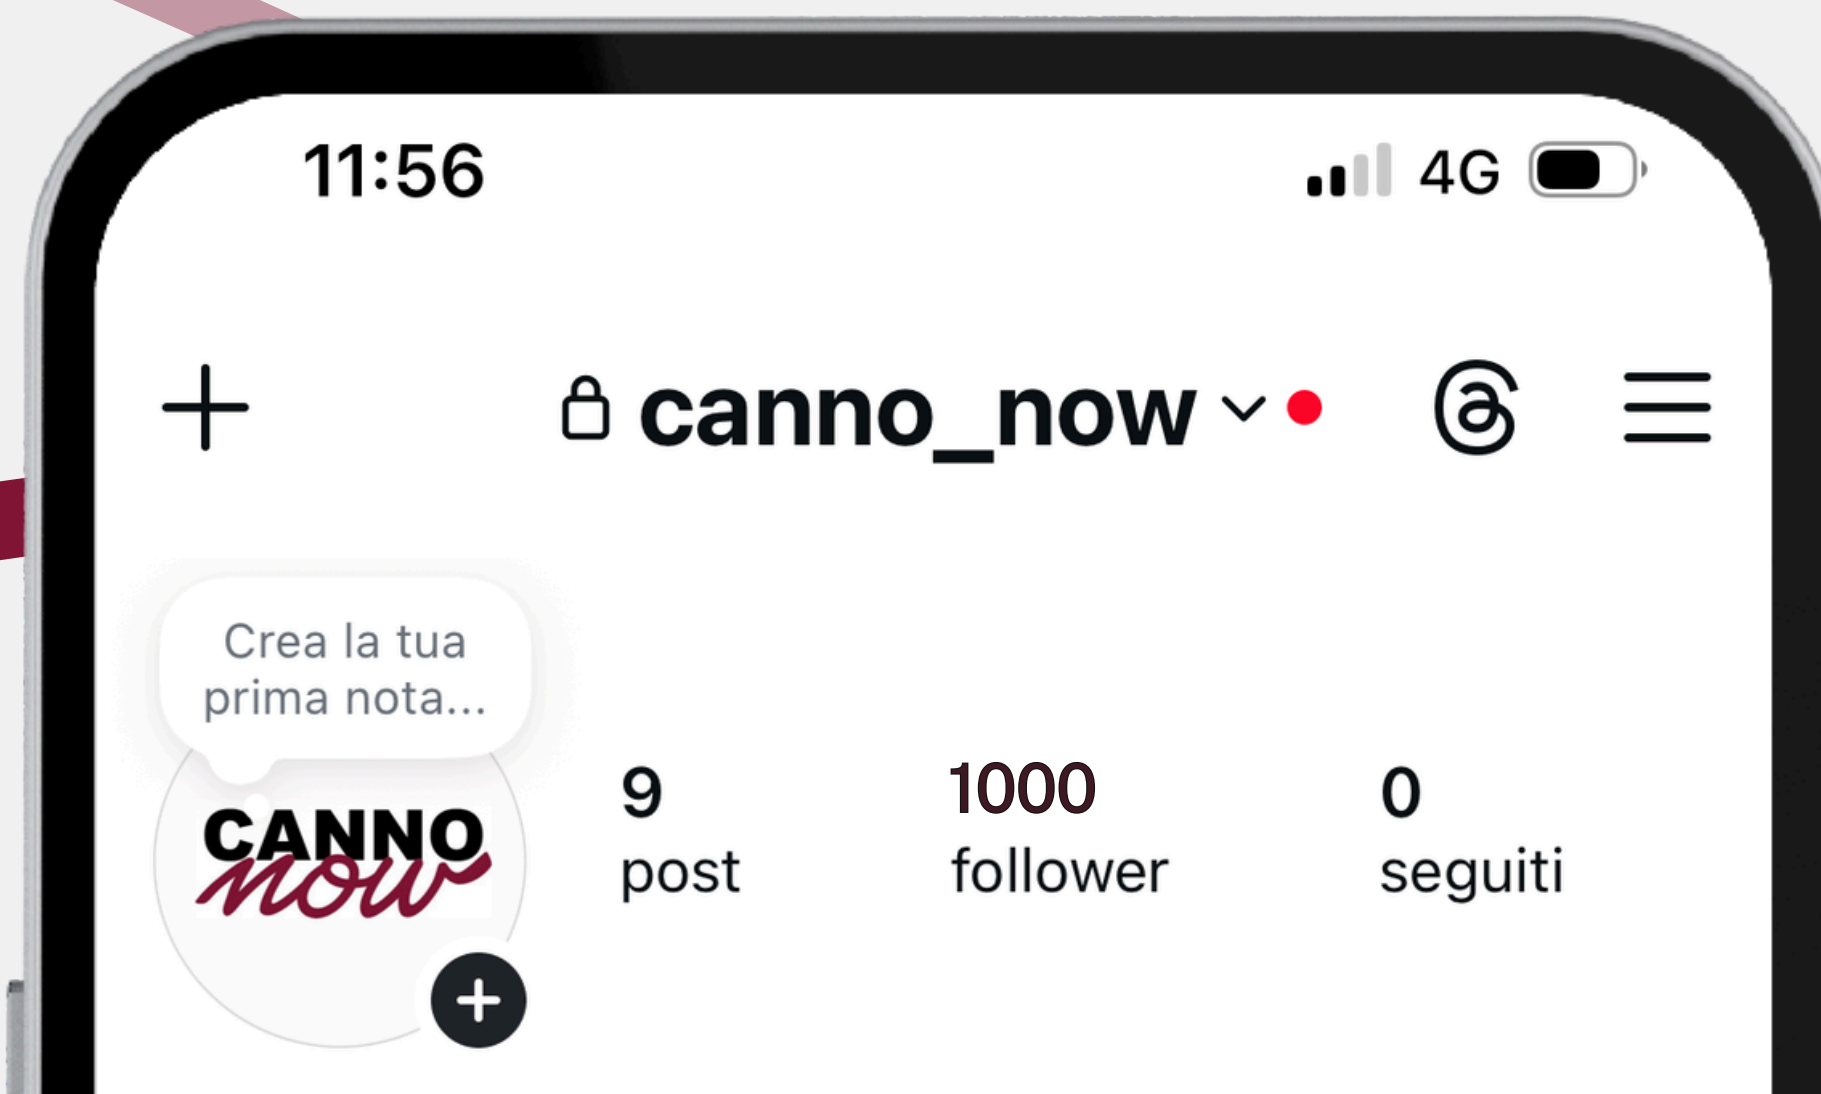 11:56
4G
canno_now
Crea la tua
prima nota...
9
post
1000
follower
0
seguiti
CANNO
now